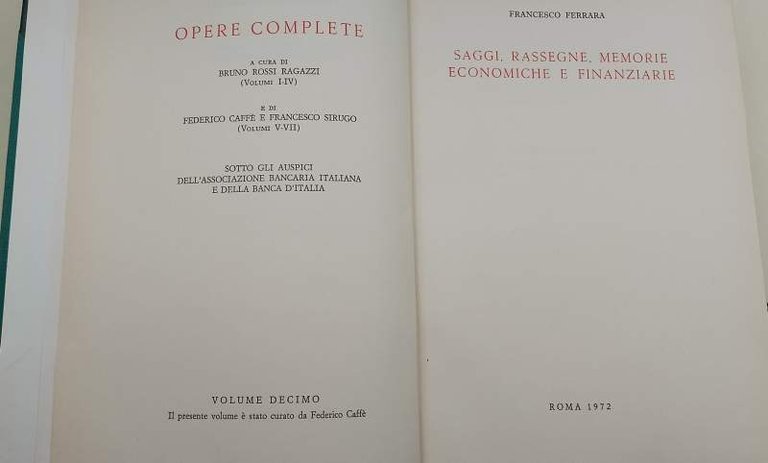 OPERE COMPLETE
A CURA DI
BRUNO ROSSI RAGAZZI
(VOLUMI I-IV)
E DI
FEDERICO CAFFÈ E FRANCESCO SIRUGO
(VOLUMI V-VII)
SOTTO GLI AUSPICI
DELL'ASSOCIAZIONE BANCARIA ITALIANA
E DELLA BANCA D'ITALIA
VOLUME DECIMO
Il presente volume è stato curato da Federico Caffè
FRANCESCO FERRARA
SAGGI, RASSEGNE, MEMORIE
ECONOMICHE E FINANZIARIE
ROMA 1972